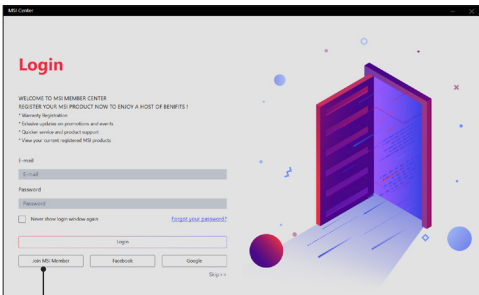 MSI Center
Login
WELCOME TO MSI MEMBER CENTER
REGISTER YOUR MSI PRODUCT NOW TO ENJOY A HOST OF BENIFITS !
* Warranty Registration
* Exlusive updates on promotions and events
* Quicker service and product support
* View your current registered MSI products
E-mail
E-mail
Password
Password
Never show login window again Forgot your password?
Login
Join MSI Member Facebook Google
Skip>>